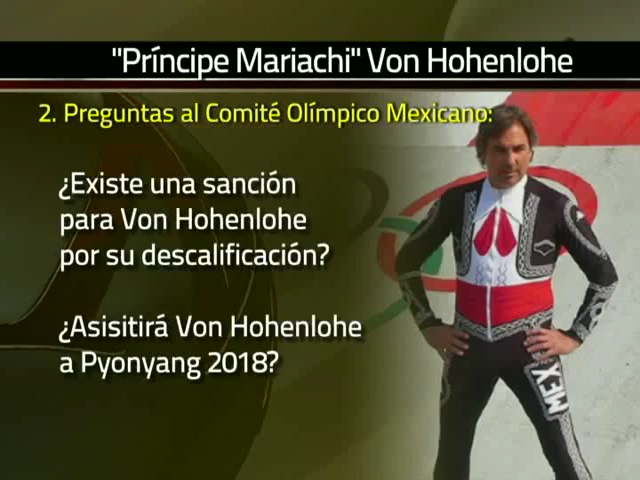 "Príncipe Mariachi" Von Hohenlohe
2. Preguntas al Comité Olímpico Mexicano:
¿Existe una sanción
para Von Hohenlohe
por su descalificación?
¿Asisitirá Von Hohenlohe
a Pyonyang 2018?
MEX